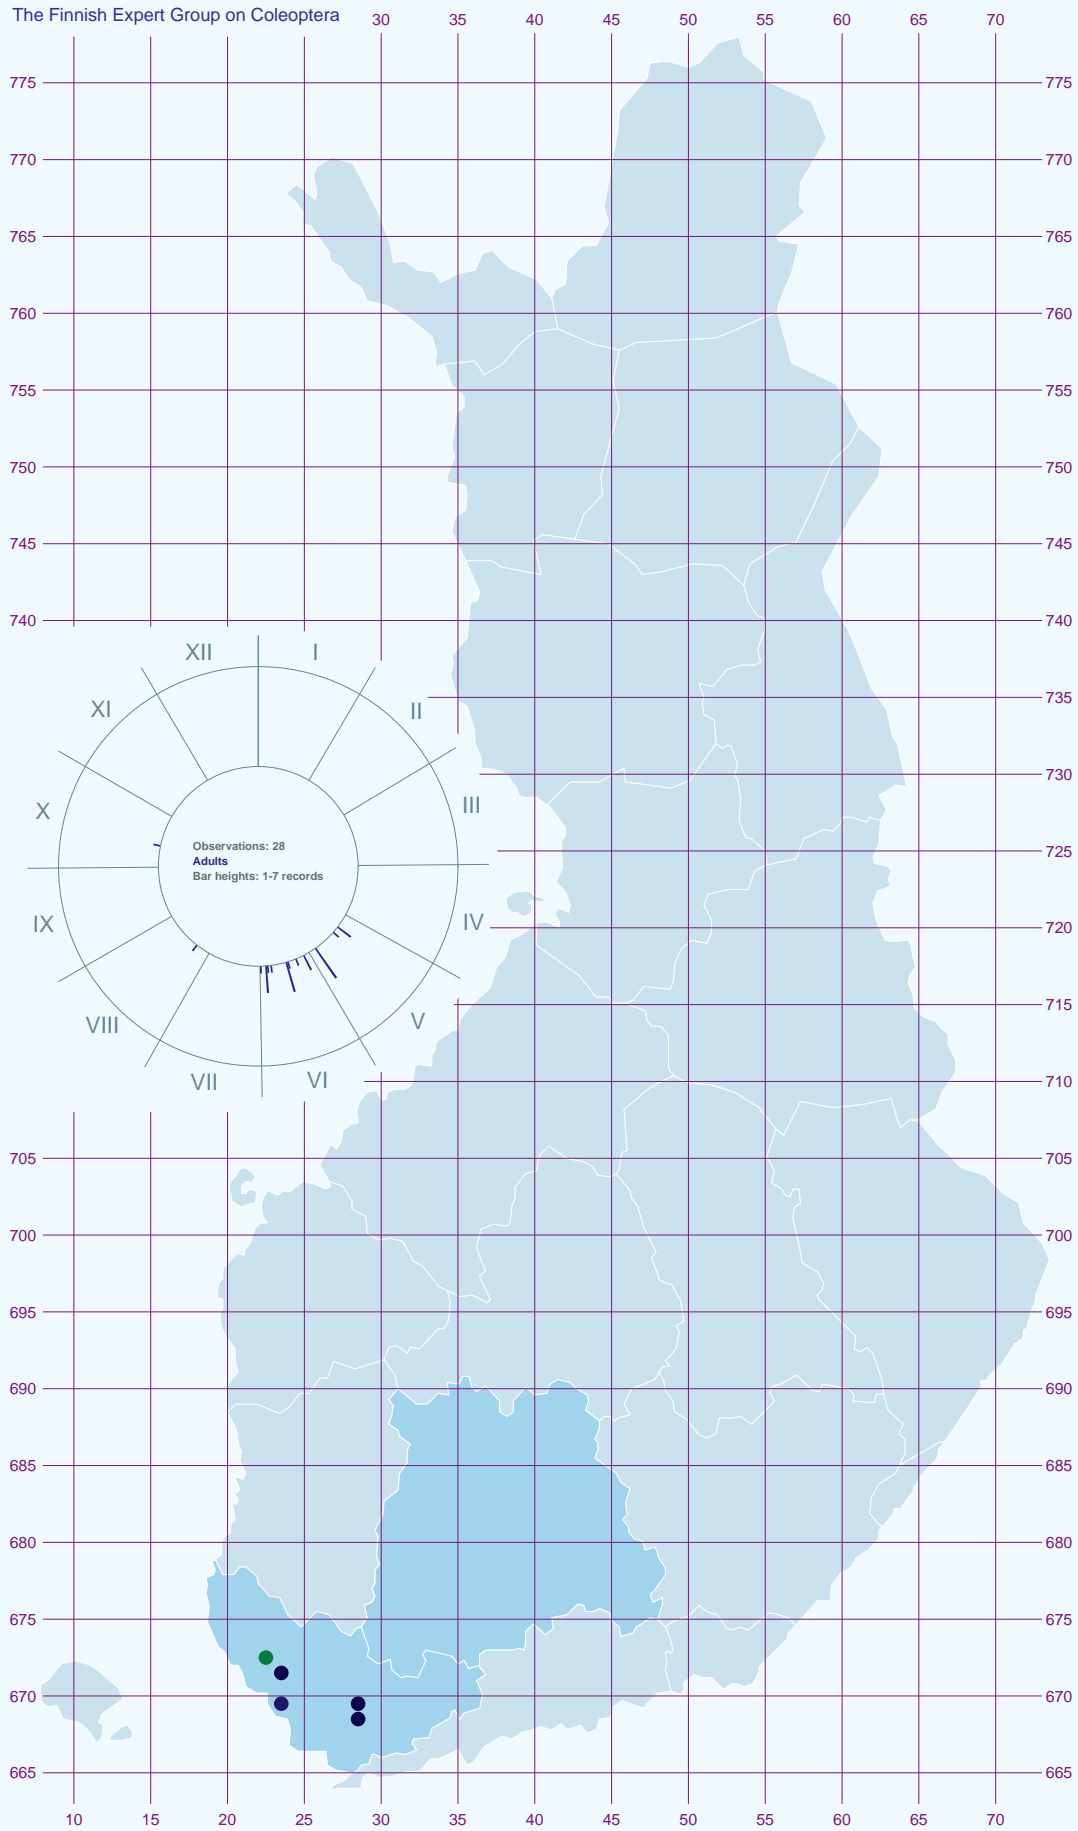 The Finnish Expert Group on Coleoptera
30 40 50 60 70
35 45 55 65
775 775
770 770
765 765
760 760
755 755
750 750
745 745
740 740
XII I
XI II
735
730
X III
725
Observations: 28
Adults
Bar heights: 1-7 records
IX IV
720
VIII V
715
VII VI
710
705 705
700 700
695 695
690 690
685 685
680 680
675 675
670 670
665 665
10 15 20 25 30 35 40 45 50 55 60 65 70